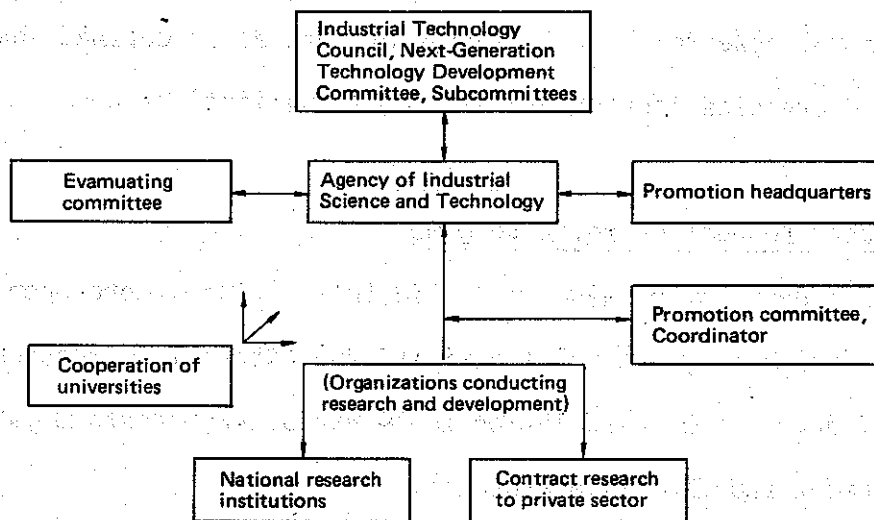 Industrial Technology
Council, Next-Generation
Technology Development
Committee, Subcommittees
Evamuating
committee
Agency of Industrial
Science and Technology
Promotion headquarters
Promotion committee,
Coordinator
Cooperation of
universities
(Organizations conducting
research and development)
National research
institutions
Contract research
to private sector